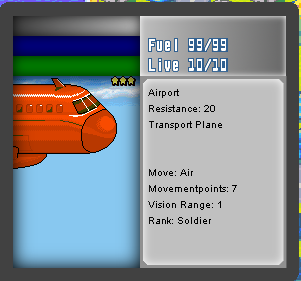 Fuel 99/99
Live 10/10
Airport
Resistance: 20
Transport Plane
Move: Air
Movementpoints: 7
Vision Range: 1
Rank: Soldier